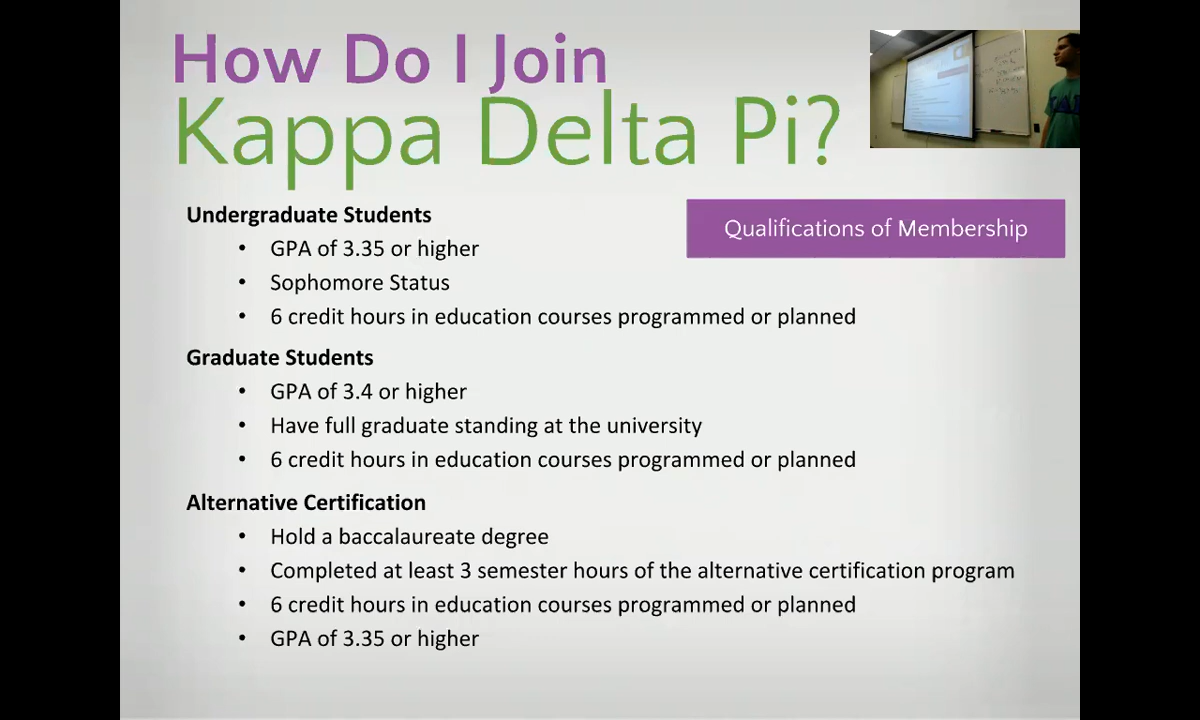 How Do I Join
Kappa Delta Pi?
Qualifications of Membership
Undergraduate Students
• GPA of 3.35 or higher
• Sophomore Status
• 6 credit hours in education courses programmed or planned
Graduate Students
• GPA of 3.4 or higher
• Have full graduate standing at the university
• 6 credit hours in education courses programmed or planned
Alternative Certification
• Hold a baccalaureate degree
• Completed at least 3 semester hours of the alternative certification program
• 6 credit hours in education courses programmed or planned
• GPA of 3.35 or higher